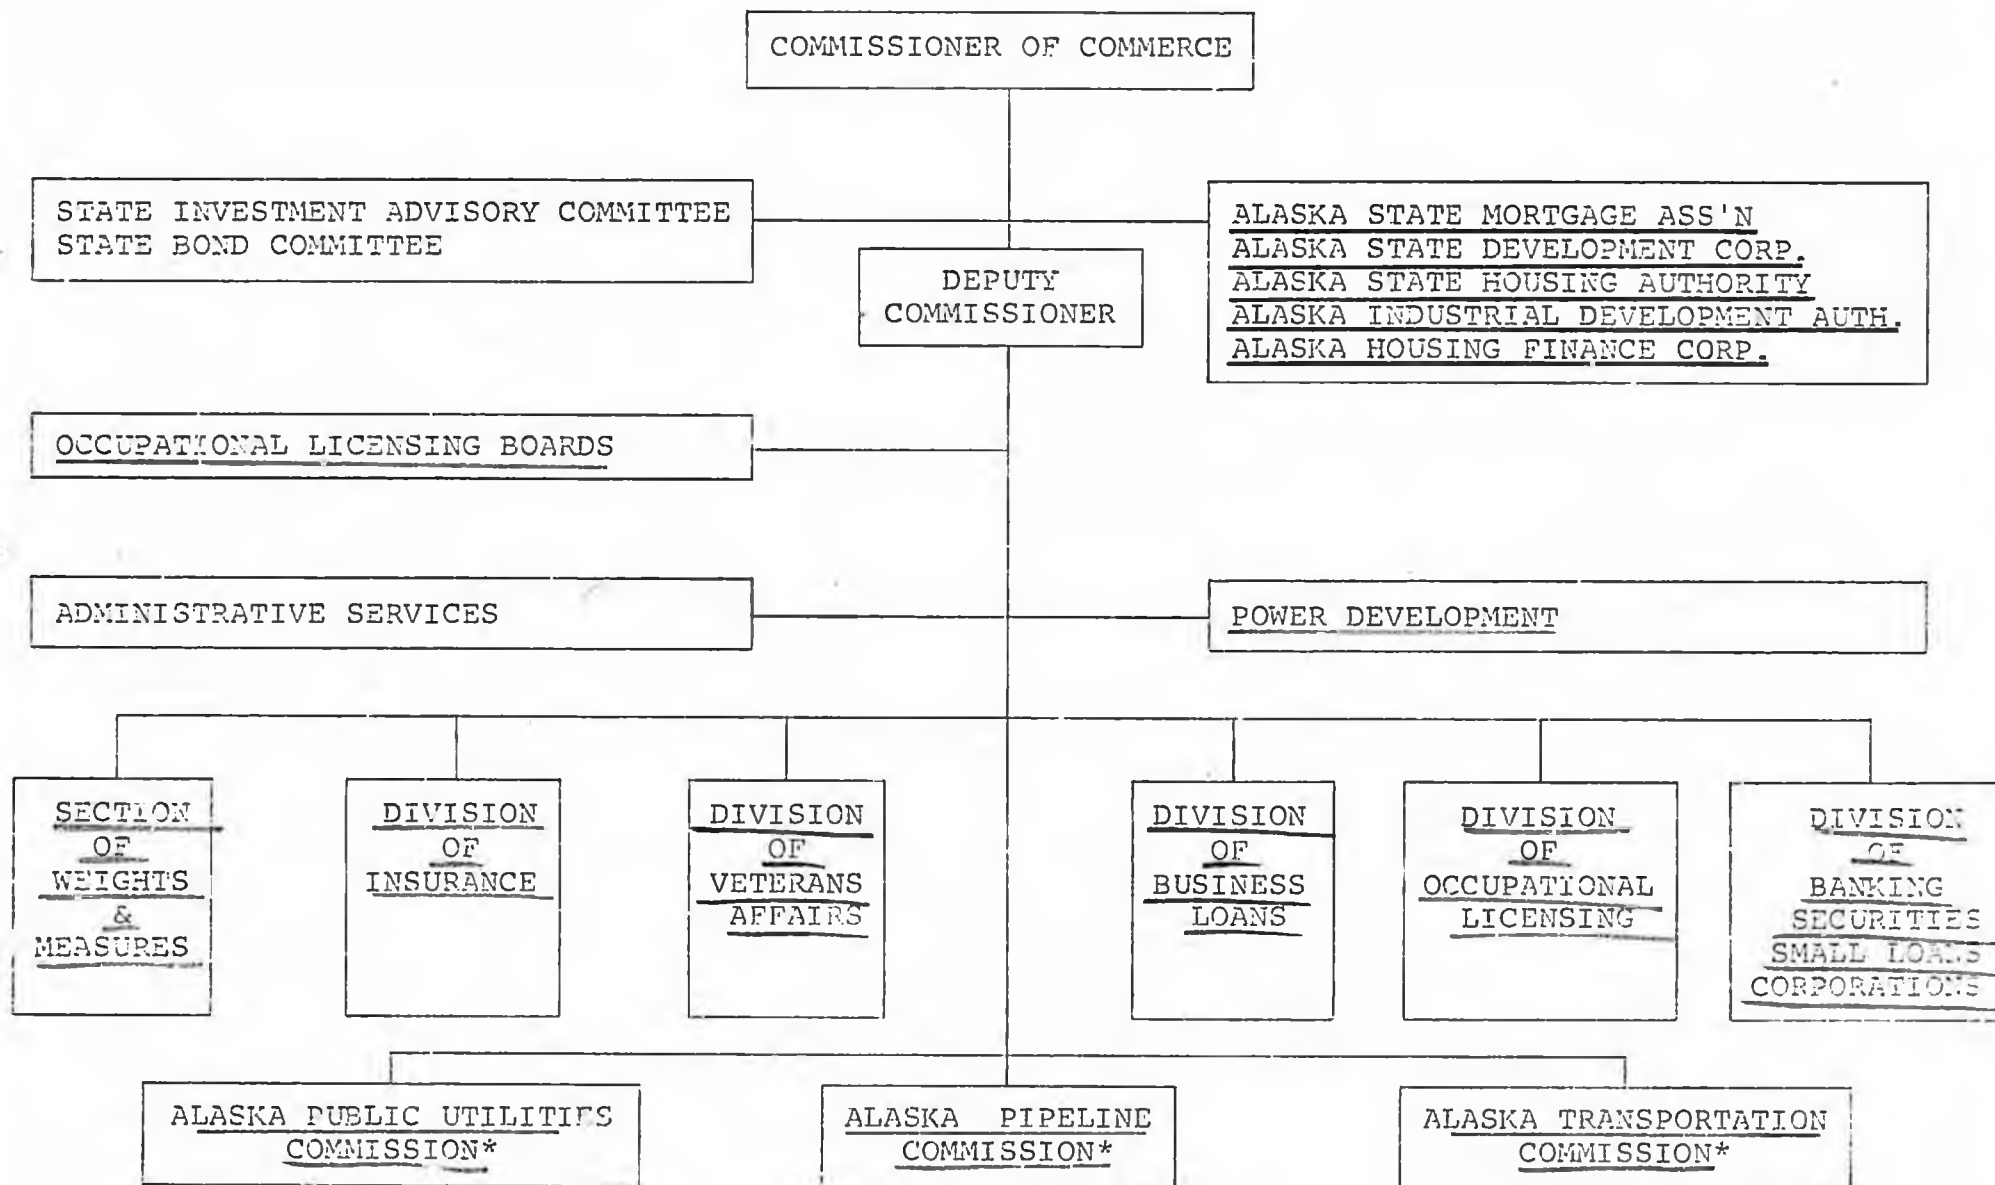 COMMISSIONER OF COMMERCE
STATE INVESTMENT ADVISORY COMMITTEE
STATE BOND COMMITTEE
DEPUTY
COMMISSIONER
ALASKA STATE MORTGAGE ASS'N
ALASKA STATE DEVELOPMENT CORP.
ALASKA STATE HOUSING AUTHORITY
ALASKA INDUSTRIAL DEVELOPMENT AUTH.
ALASKA HOUSING FINANCE CORP.
OCCUPATIONAL LICENSING BOARDS
ADMINISTRATIVE SERVICES
POWER DEVELOPMENT
SECTION
OF
WEIGHTS
&
MEASURES
DIVISION
OF
INSURANCE
DIVISION
OF
VETERANS
AFFAIRS
DIVISION
OF
BUSINESS
LOANS
DIVISION
OF
OCCUPATIONAL
LICENSING
DIVISION
OF
BANKING
SECURITIES
SMALL LOANS
CORPORATIONS
ALASKA PUBLIC UTILITIES
COMMISSION*
ALASKA PIPELINE
COMMISSION*
ALASKA TRANSPORTATION
COMMISSION*